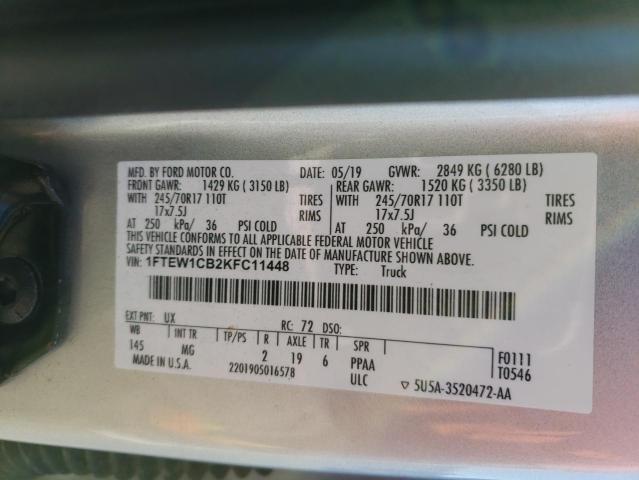 MFD. BY FORD MOTOR CO. DATE: 05/19 GVWR: 2849 KG ( 6280 LB)
FRONT GAWR: 1429 KG ( 3150 LB) REAR GAWR: 1520 KG ( 3350 LB)
WITH 245/70R17 110T TIRES WITH 245/70R17 110T TIRES
17x7.5J RIMS 17x7.5J RIMS
AT 250 kPa/ 36 PSI COLD AT 250 kPa/ 36 PSI COLD
THIS VEHICLE CONFORMS TO ALL APPLICABLE FEDERAL MOTOR VEHICLE
SAFETY STANDARDS IN EFFECT ON THE DATE OF MANUFACTURE SHOWN ABOVE.
VIN: 1FTEW1CB2KFC11448 TYPE: Truck
EXT PNT: UX RC: 72 DSO:
WB INT TR TP/PS R AXLE TR SPR F0111
145 MG 2 19 6 PPAA T0546
MADE IN U.S.A. 2201905016578 ULC ▽ 5U5A-3520472-AA